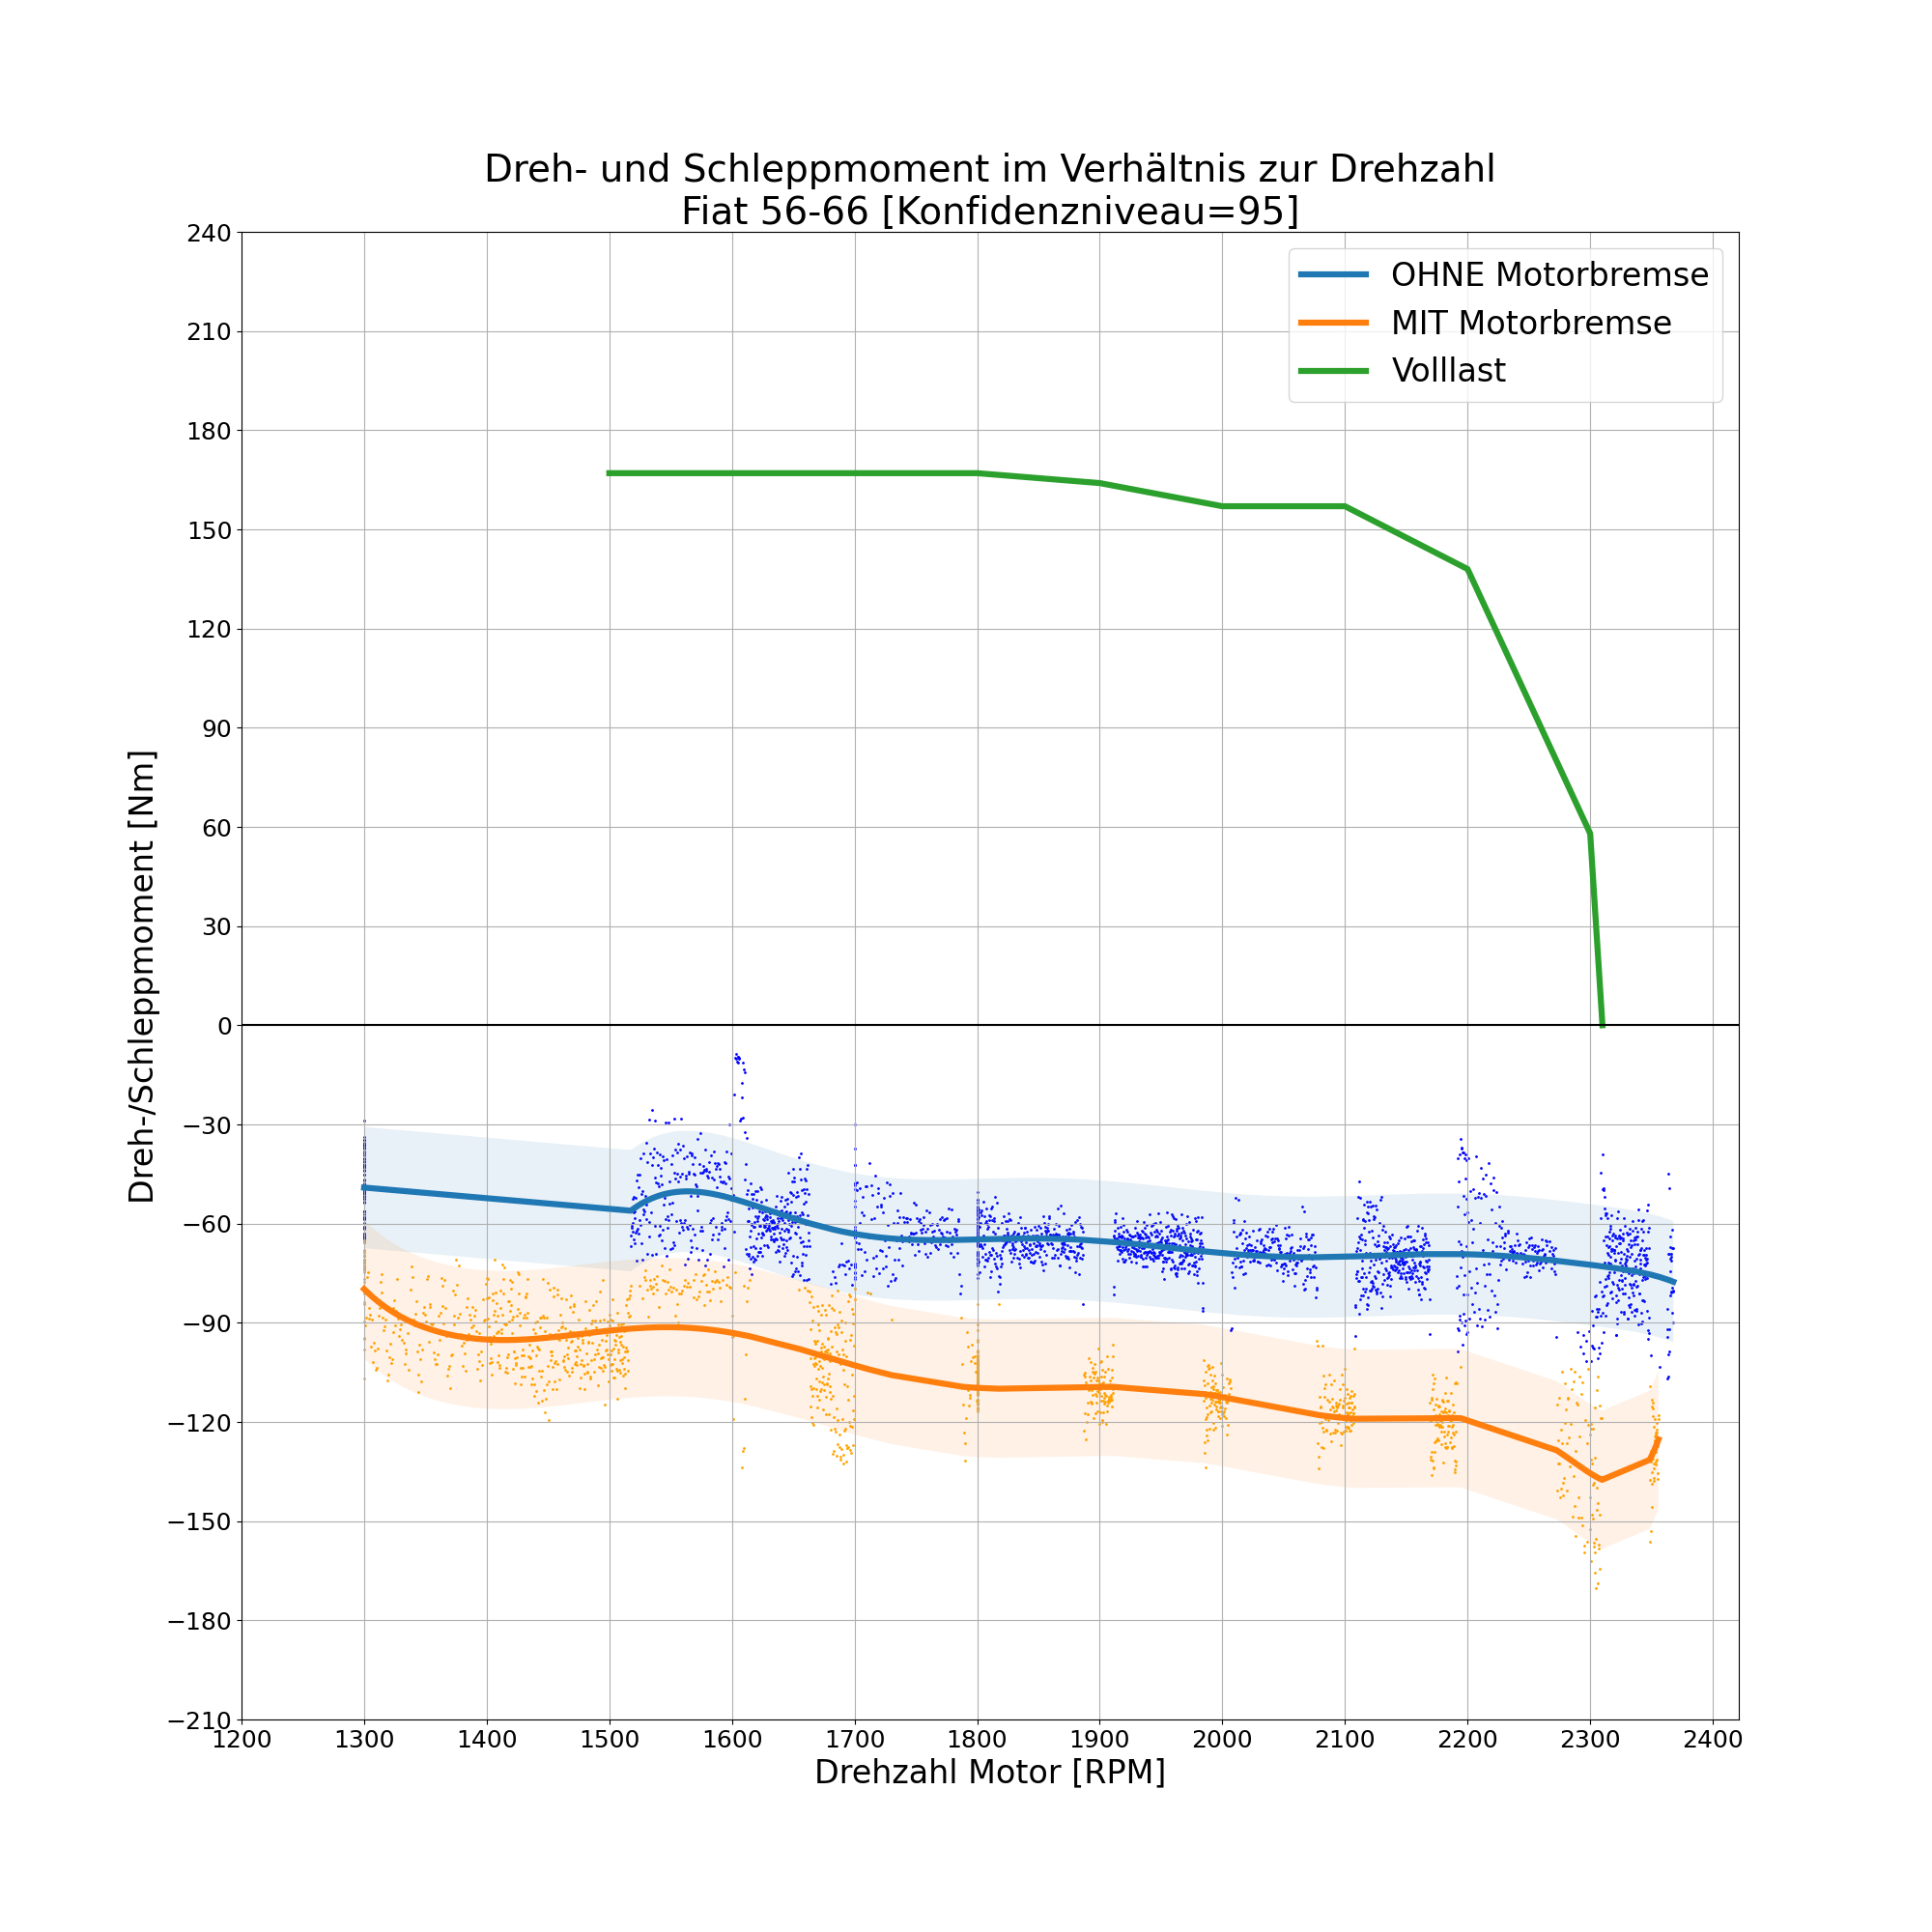 Dreh- und Schleppmoment im Verhältnis zur Drehzahl
Fiat 56-66 [Konfidenzniveau=95]
OHNE Motorbremse
MIT Motorbremse
Volllast
Dreh-/Schleppmoment [Nm]
240
210
180
150
120
90
60
30
0
−30
−60
−90
−120
−150
−180
−210
1200 1300 1400 1500 1600 1700 1800 1900 2000 2100 2200 2300 2400
Drehzahl Motor [RPM]